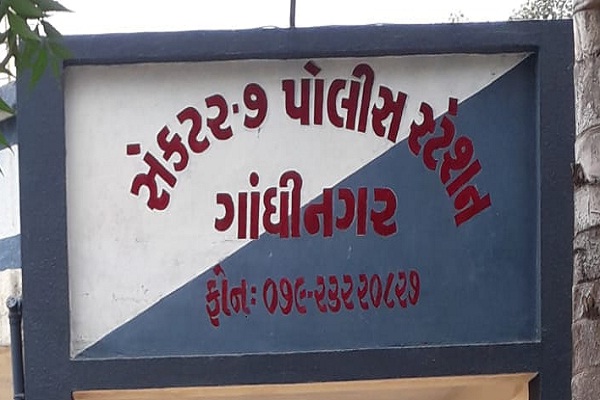 સેક્ટર-૭ પોલીસ સ્ટેશન
ગાંધીનગર
ફોન: ૦૭૯-૨૩૨૨૦૮૨૭